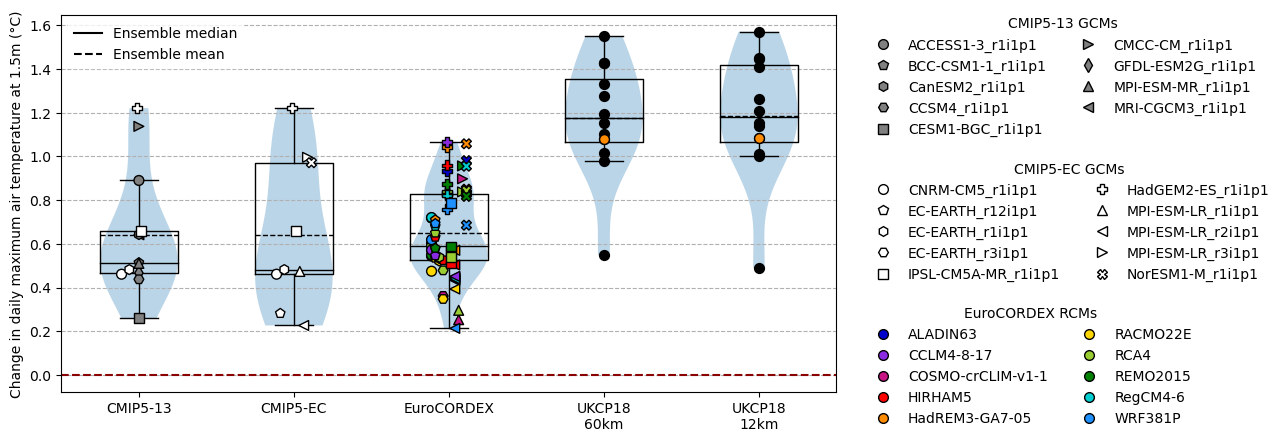 Change in daily maximum air temperature at 1.5m (°C)
1.6
1.4
1.2
1.0
0.8
0.6
0.4
0.2
0.0
Ensemble median
Ensemble mean
CMIP5-13
CMIP5-EC
EuroCORDEX
UKCP18
60km
UKCP18
12km
CMIP5-13 GCMs
ACCESS1-3_r1i1p1
BCC-CSM1-1_r1i1p1
CanESM2_r1i1p1
CCSM4_r1i1p1
CESM1-BGC_r1i1p1
CMCC-CM_r1i1p1
GFDL-ESM2G_r1i1p1
MPI-ESM-MR_r1i1p1
MRI-CGCM3_r1i1p1
CMIP5-EC GCMs
CNRM-CM5_r1i1p1
EC-EARTH_r12i1p1
EC-EARTH_r1i1p1
EC-EARTH_r3i1p1
IPSL-CM5A-MR_r1i1p1
HadGEM2-ES_r1i1p1
MPI-ESM-LR_r1i1p1
MPI-ESM-LR_r2i1p1
MPI-ESM-LR_r3i1p1
NorESM1-M_r1i1p1
EuroCORDEX RCMs
ALADIN63
CCLM4-8-17
COSMO-crCLIM-v1-1
HIRHAM5
HadREM3-GA7-05
RACMO22E
RCA4
REMO2015
RegCM4-6
WRF381P